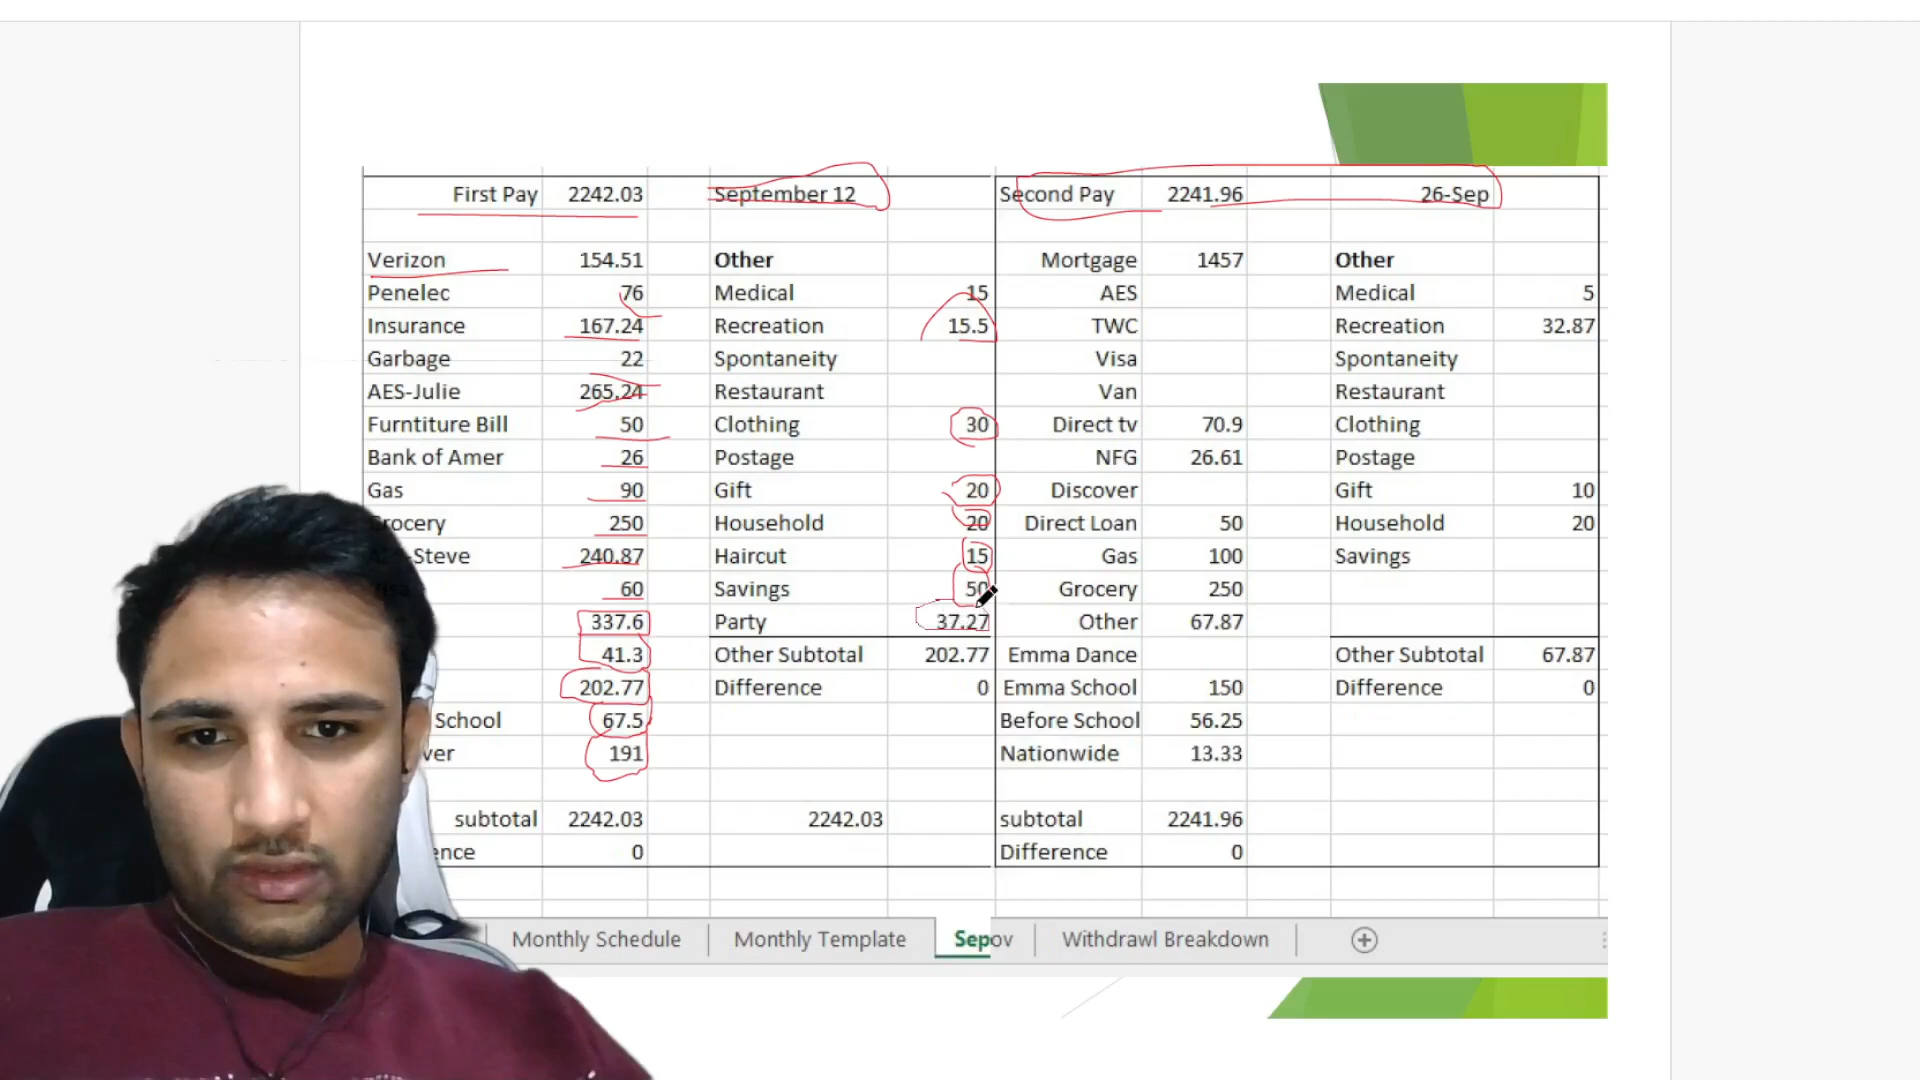 First Pay 2242.03 September 12 Second Pay 2241.96 26-Sep
Verizon 154.51 Other Mortgage 1457 Other
Penelec 76 Medical 15 AES Medical 5
Insurance 167.24 Recreation 15.5 TWC Recreation 32.87
Garbage 22 Spontaneity Visa Spontaneity
AES-Julie 265.24 Restaurant Van Restaurant
Furntiture Bill 50 Clothing 30 Direct tv 70.9 Clothing
Bank of Amer 26 Postage NFG 26.61 Postage
Gas 90 Gift 20 Discover Gift 10
rocery 250 Household 20 Direct Loan 50 Household 20
-Steve 240.87 Haircut 15 Gas 100 Savings
60 Savings 50 Grocery 250
337.6 Party 37.27 Other 67.87
41.3 Other Subtotal 202.77 Emma Dance Other Subtotal 67.87
202.77 Difference 0 Emma School 150 Difference 0
School 67.5 Before School 56.25
ver 191 Nationwide 13.33
subtotal 2242.03 2242.03 subtotal 2241.96
ence 0 Difference 0
Monthly Schedule Monthly Template Sepov Withdrawl Breakdown